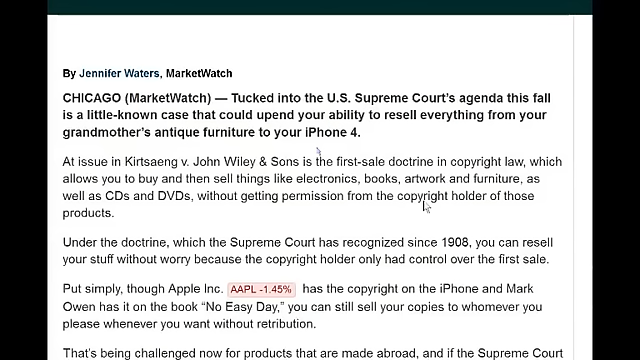 By Jennifer Waters, MarketWatch
CHICAGO (MarketWatch) — Tucked into the U.S. Supreme Court's agenda this fall
is a little-known case that could upend your ability to resell everything from your
grandmother's antique furniture to your iPhone 4.
At issue in Kirtsaeng v. John Wiley & Sons is the first-sale doctrine in copyright law, which
allows you to buy and then sell things like electronics, books, artwork and furniture, as
well as CDs and DVDs, without getting permission from the copyright holder of those
products.
Under the doctrine, which the Supreme Court has recognized since 1908, you can resell
your stuff without worry because the copyright holder only had control over the first sale.
Put simply, though Apple Inc. AAPL -1.45% has the copyright on the iPhone and Mark
Owen has it on the book “No Easy Day,” you can still sell your copies to whomever you
please whenever you want without retribution.
That's being challenged now for products that are made abroad, and if the Supreme Court